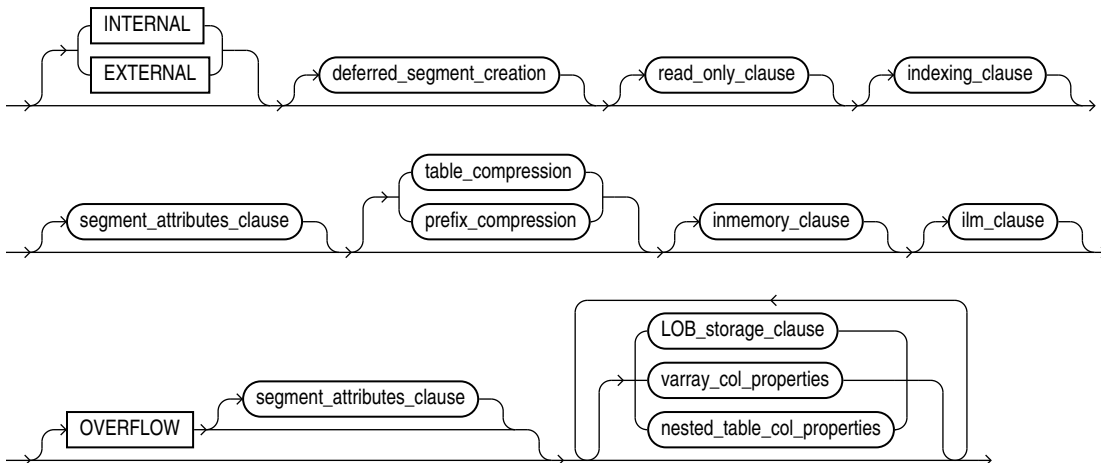 INTERNAL
EXTERNAL
deferred_segment_creation
read_only_clause
indexing_clause
segment_attributes_clause
table_compression
prefix_compression
inmemory_clause
ilm_clause
OVERFLOW
segment_attributes_clause
LOB_storage_clause
varray_col_properties
nested_table_col_properties